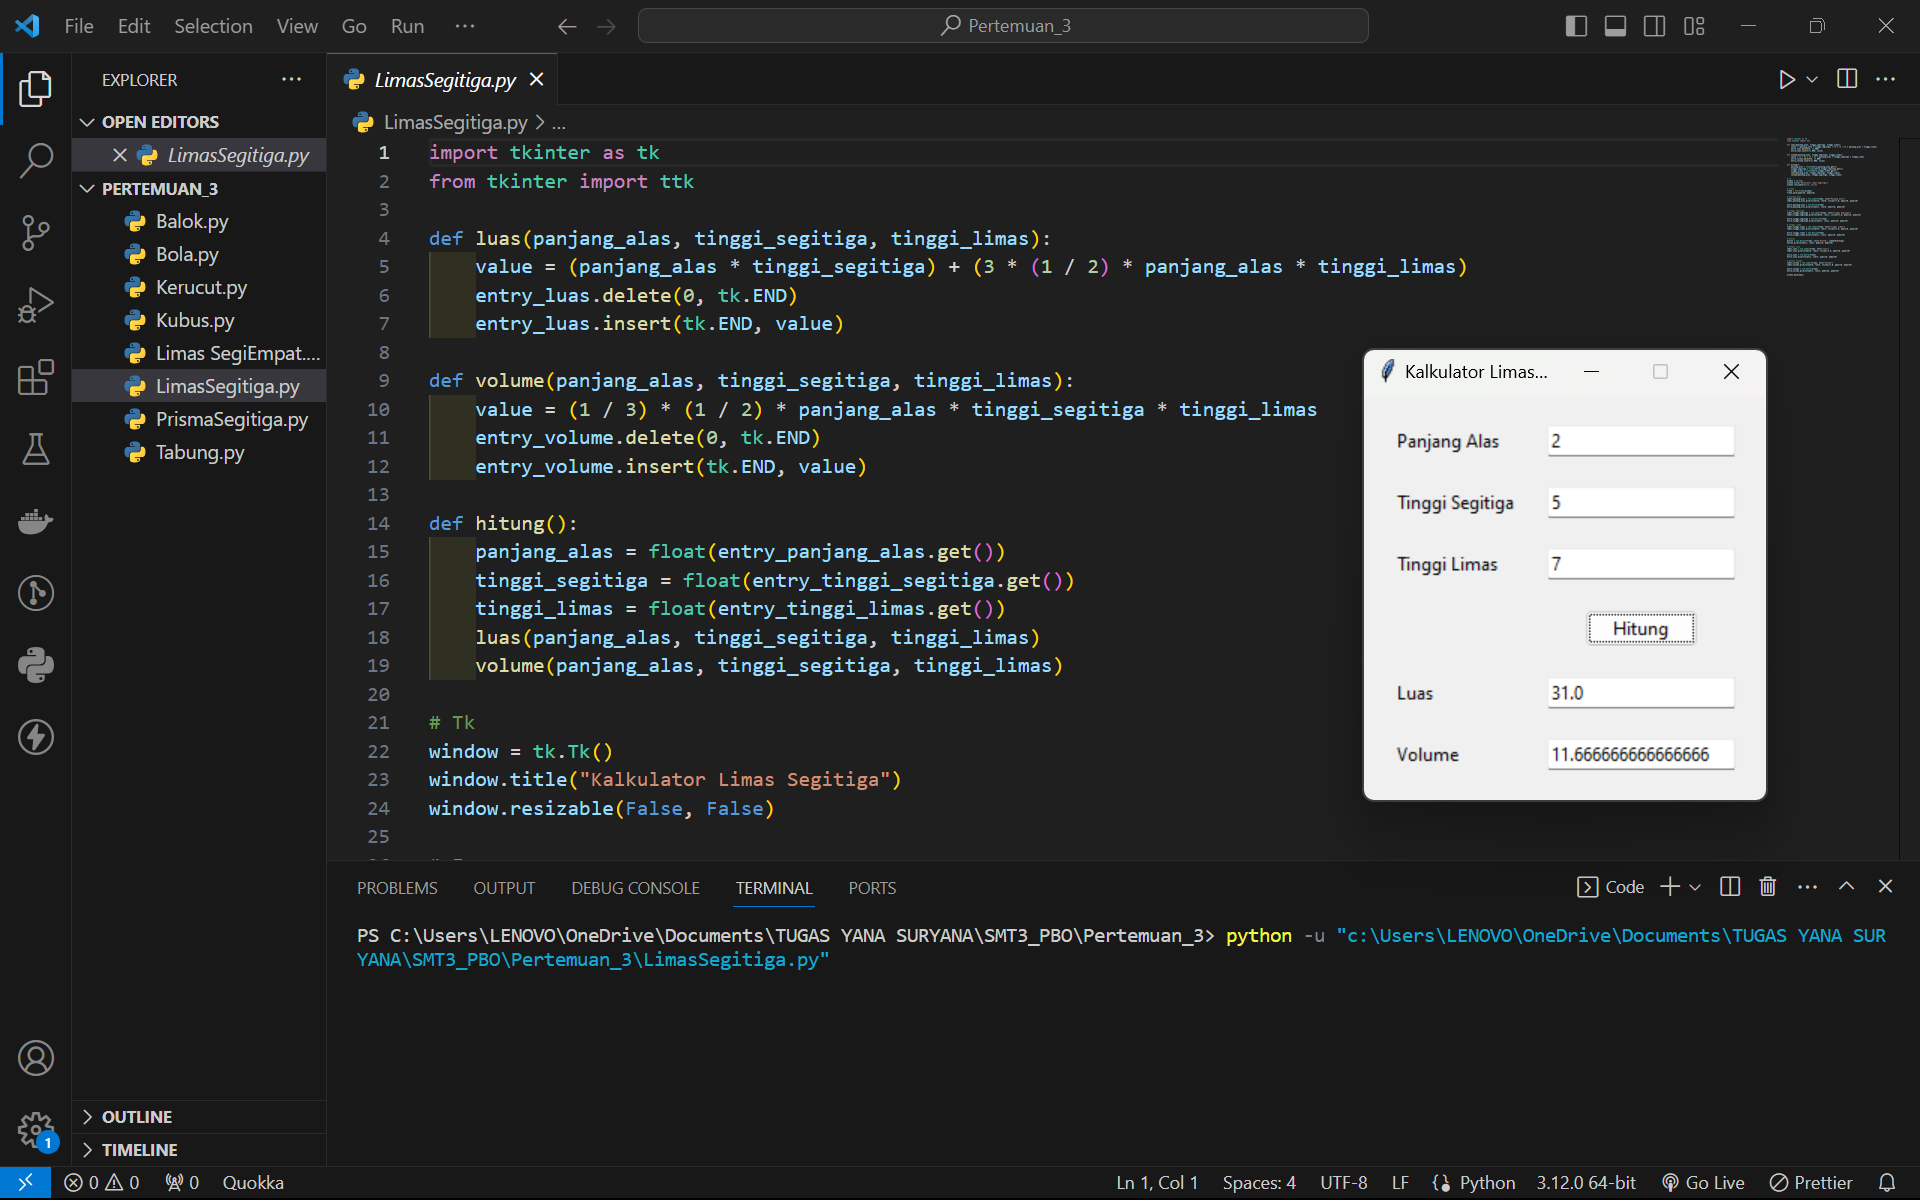 File Edit Selection View Go Run ···
Pertemuan_3
EXPLORER
OPEN EDITORS
LimasSegitiga.py
PERTEMUAN_3
Balok.py
Bola.py
Kerucut.py
Kubus.py
Limas SegiEmpat....
LimasSegitiga.py
PrismaSegitiga.py
Tabung.py
OUTLINE
TIMELINE
LimasSegitiga.py
LimasSegitiga.py > ...
1 import tkinter as tk
2 from tkinter import ttk
3
4 def luas(panjang_alas, tinggi_segitiga, tinggi_limas):
5 value = (panjang_alas * tinggi_segitiga) + (3 * (1 / 2) * panjang_alas * tinggi_limas)
6 entry_luas.delete(0, tk.END)
7 entry_luas.insert(tk.END, value)
8
9 def volume(panjang_alas, tinggi_segitiga, tinggi_limas):
10 value = (1 / 3) * (1 / 2) * panjang_alas * tinggi_segitiga * tinggi_limas
11 entry_volume.delete(0, tk.END)
12 entry_volume.insert(tk.END, value)
13
14 def hitung():
15 panjang_alas = float(entry_panjang_alas.get())
16 tinggi_segitiga = float(entry_tinggi_segitiga.get())
17 tinggi_limas = float(entry_tinggi_limas.get())
18 luas(panjang_alas, tinggi_segitiga, tinggi_limas)
19 volume(panjang_alas, tinggi_segitiga, tinggi_limas)
20
21 # Tk
22 window = tk.Tk()
23 window.title("Kalkulator Limas Segitiga")
24 window.resizable(False, False)
25
Kalkulator Limas...
Panjang Alas 2
Tinggi Segitiga 5
Tinggi Limas 7
Hitung
Luas 31.0
Volume 11.666666666666666
PROBLEMS OUTPUT DEBUG CONSOLE TERMINAL PORTS
Code
PS C:\Users\LENOVO\OneDrive\Documents\TUGAS YANA SURYANA\SMT3_PBO\Pertemuan_3> python -u "c:\Users\LENOVO\OneDrive\Documents\TUGAS YANA SUR
YANA\SMT3_PBO\Pertemuan_3\LimasSegitiga.py"
1
0 0 0 Quokka
Ln 1, Col 1 Spaces: 4 UTF-8 LF Python 3.12.0 64-bit Go Live Prettier